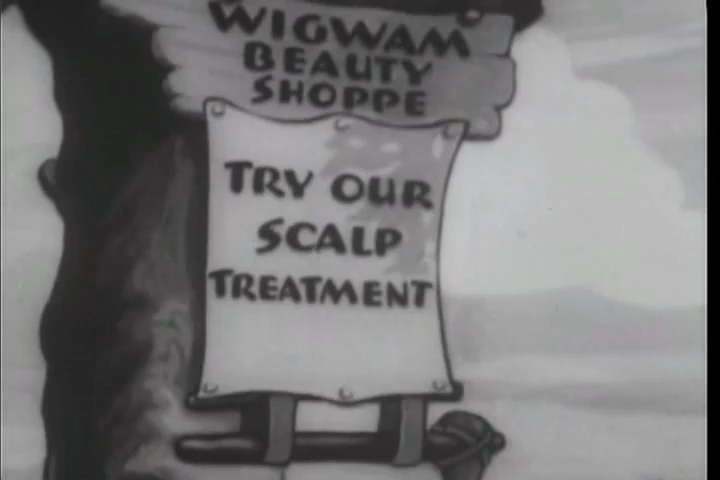 WIGWAM
BEAUTY
SHOPPE
TRY OUR
SCALP
TREATMENT